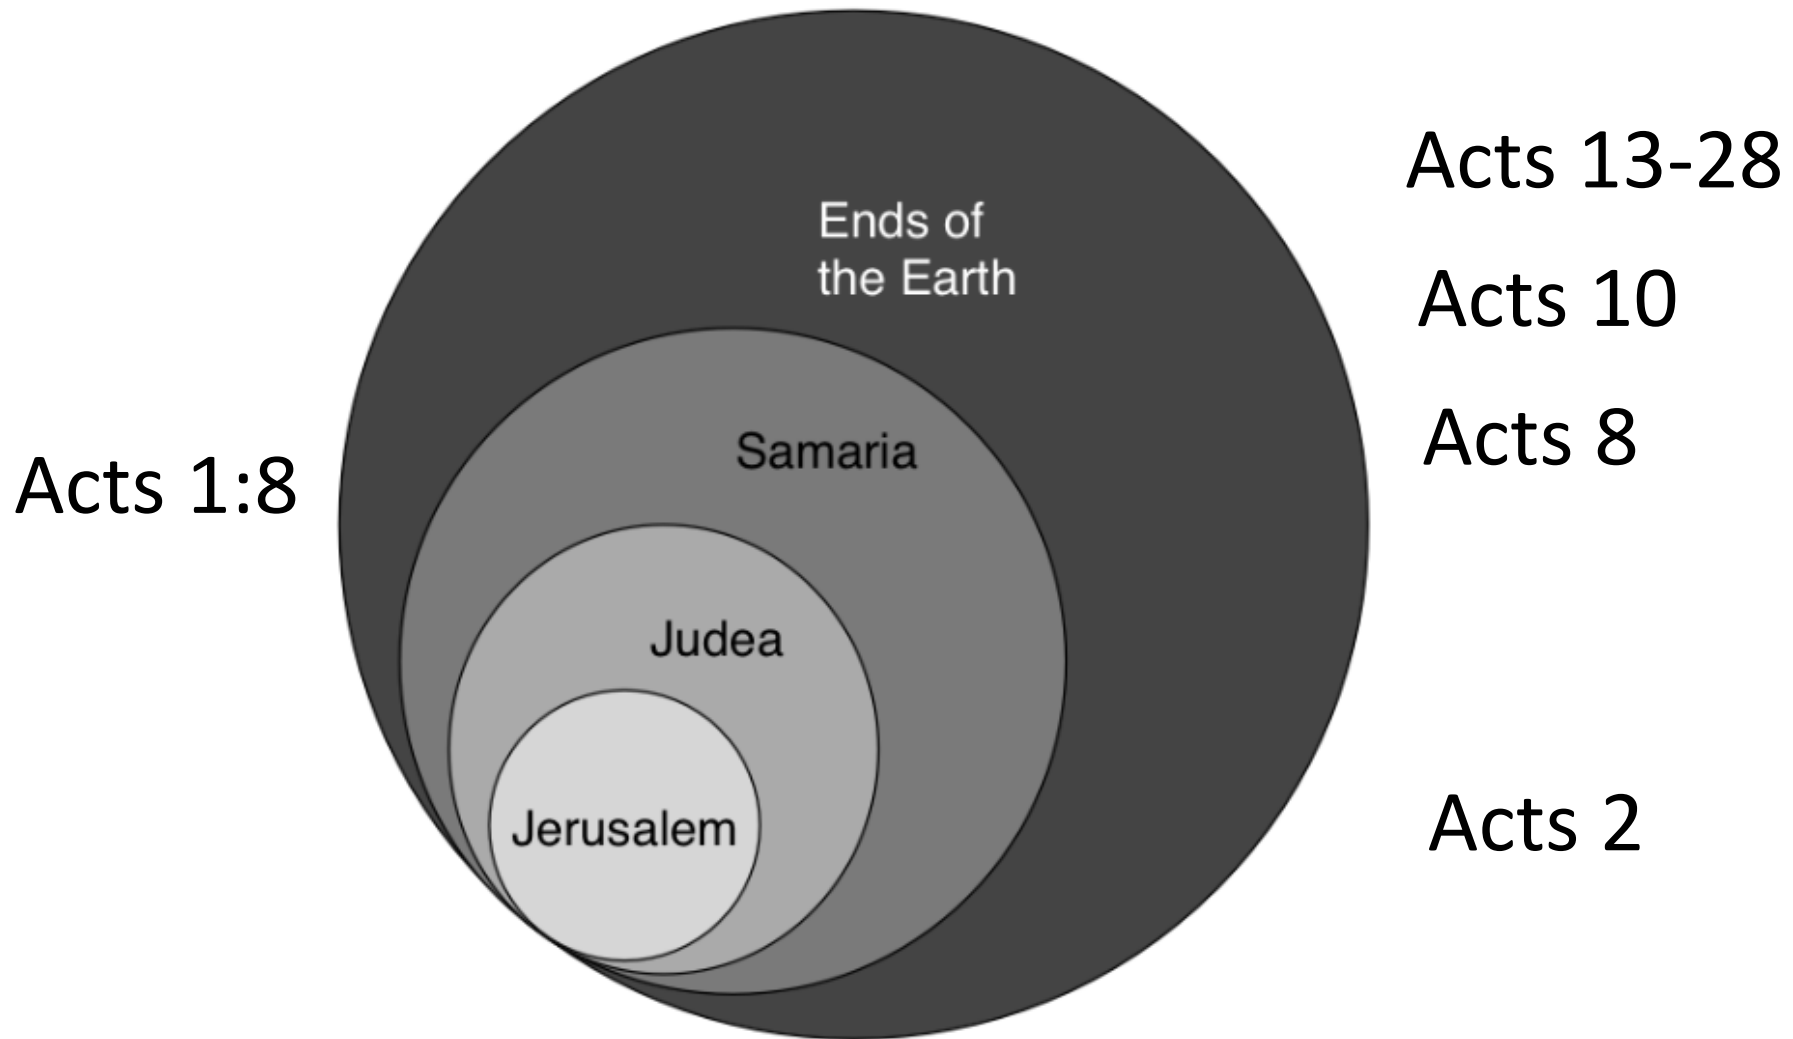 Acts 13-28
Ends of
the Earth
Acts 10
Acts 8
Samaria
Acts 1:8
Judea
Acts 2
Jerusalem